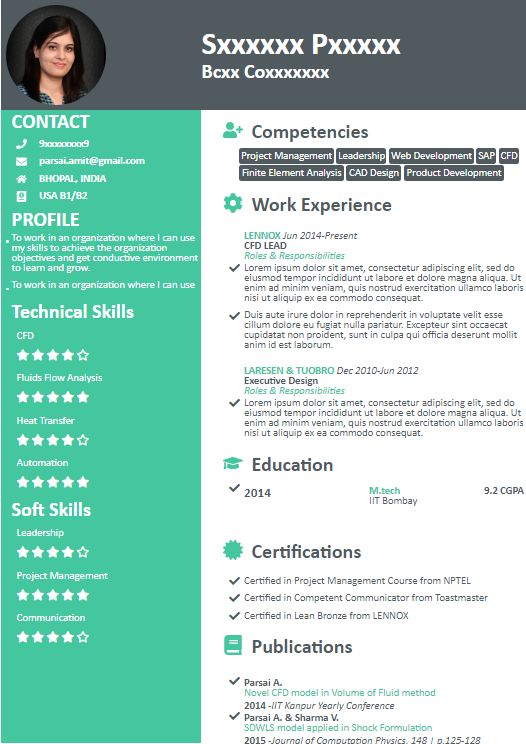 Sxxxxxx Pxxxxx
Bcxx Coxxxxxxx
CONTACT
9xxxxxxxx9
parsai.amit@gmail.com
BHOPAL, INDIA
USA B1/B2
PROFILE
To work in an organization where I can use
my skills to achieve the organization
objectives and get conductive environment
to learn and grow.
To work in an organization where I can use
Technical Skills
CFD
Fluids Flow Analysis
Heat Transfer
Automation
Soft Skills
Leadership
Project Management
Communication
Competencies
Project Management Leadership Web Development SAP CFD
Finite Element Analysis CAD Design Product Development
Work Experience
LENNOX Jun 2014-Present
CFD LEAD
Roles & Responsibilities
Lorem ipsum dolor sit amet, consectetur adipiscing elit, sed do
eiusmod tempor incididunt ut labore et dolore magna aliqua. Ut
enim ad minim veniam, quis nostrud exercitation ullamco laboris
nisi ut aliquip ex ea commodo consequat.
Duis aute irure dolor in reprehenderit in voluptate velit esse
cillum dolore eu fugiat nulla pariatur. Excepteur sint occaecat
cupidatat non proident, sunt in culpa qui officia deserunt mollit
anim id est laborum.
LARESEN & TUOBRO Dec 2010-Jun 2012
Executive Design
Roles & Responsibilities
Lorem ipsum dolor sit amet, consectetur adipiscing elit, sed do
eiusmod tempor incididunt ut labore et dolore magna aliqua. Ut
enim ad minim veniam, quis nostrud exercitation ullamco laboris
nisi ut aliquip ex ea commodo consequat.
Education
2014 M.tech 9.2 CGPA
IIT Bombay
Certifications
Certified in Project Management Course from NPTEL
Certified in Competent Communicator from Toastmaster
Certified in Lean Bronze from LENNOX
Publications
Parsai A.
Novel CFD model in Volume of Fluid method
2014 -IIT Kanpur Yearly Conference
Parsai A. & Sharma V.
SDWLS model applied in Shock Formulation
2015 -Journal of Computation Physics, 148 | p.125-128